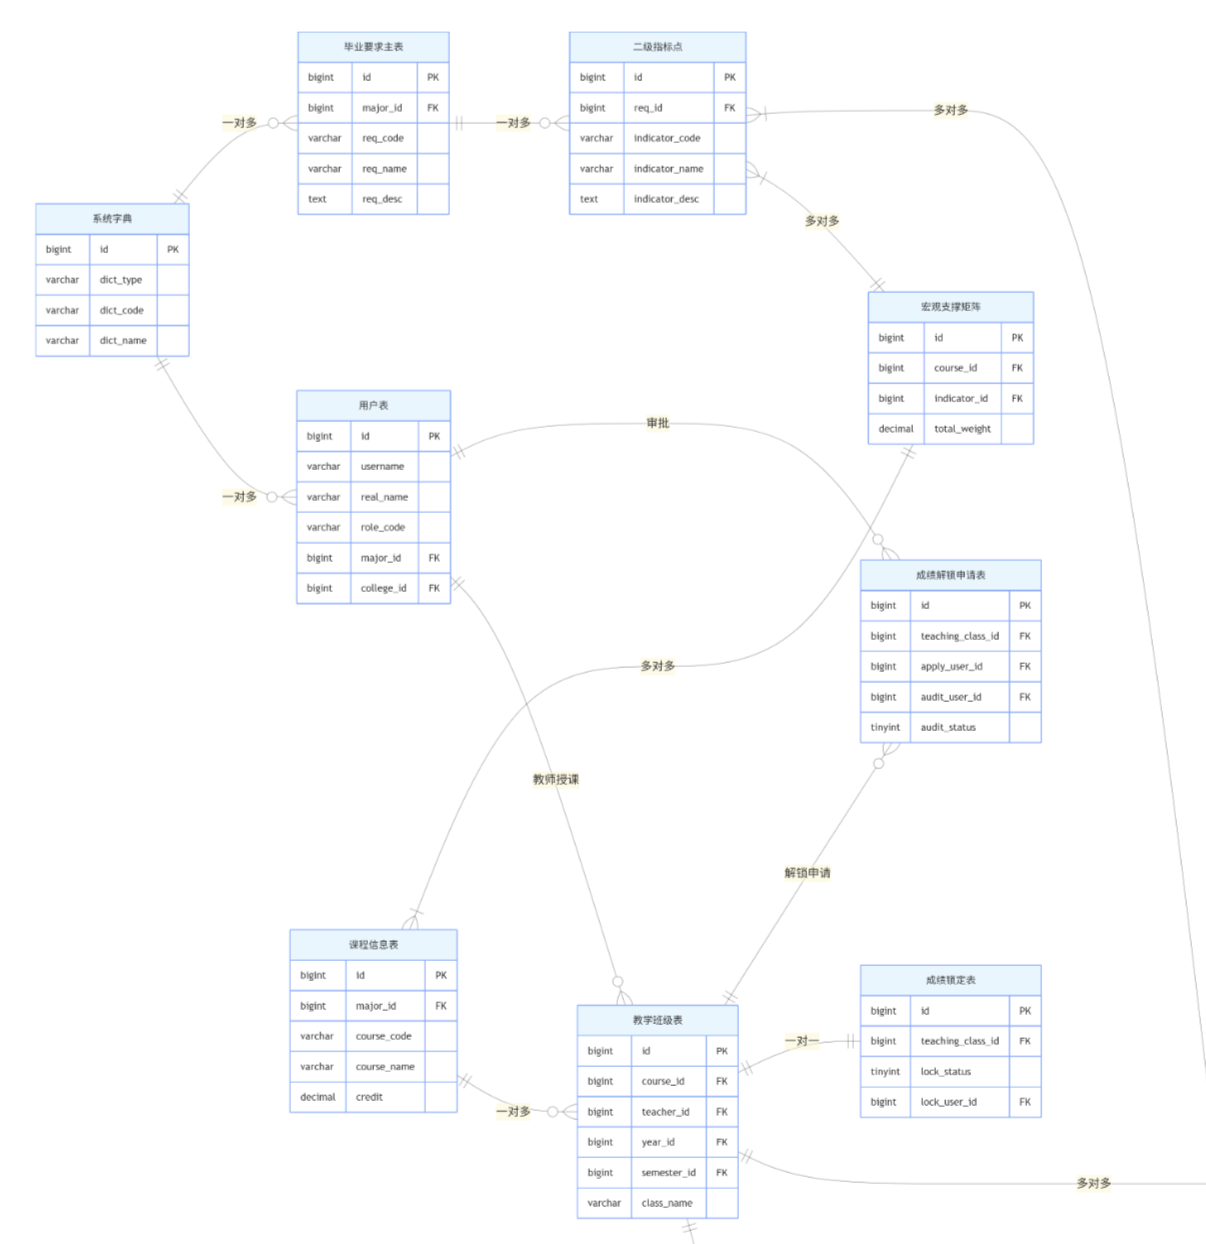 毕业要求主表
bigint id PK
bigint major_id FK
varchar req_code
varchar req_name
text req_desc
二级指标点
bigint id PK
bigint req_id FK
varchar indicator_code
varchar indicator_name
text indicator_desc
多对多
一对多
一对多
系统字典
bigint id PK
varchar dict_type
varchar dict_code
varchar dict_name
多对多
宏观支撑矩阵
bigint id PK
bigint course_id FK
bigint indicator_id FK
decimal total_weight
用户表
bigint id PK
varchar username
varchar real_name
varchar role_code
bigint major_id FK
bigint college_id FK
一对多
审批
成绩解锁申请表
bigint id PK
bigint teaching_class_id FK
bigint apply_user_id FK
bigint audit_user_id FK
tinyint audit_status
多对多
教师授课
解锁申请
课程信息表
bigint id PK
bigint major_id FK
varchar course_code
varchar course_name
decimal credit
一对多
教学班级表
bigint id PK
bigint course_id FK
bigint teacher_id FK
bigint year_id FK
bigint semester_id FK
varchar class_name
一对一
成绩锁定表
bigint id PK
bigint teaching_class_id FK
tinyint lock_status
bigint lock_user_id FK
多对多